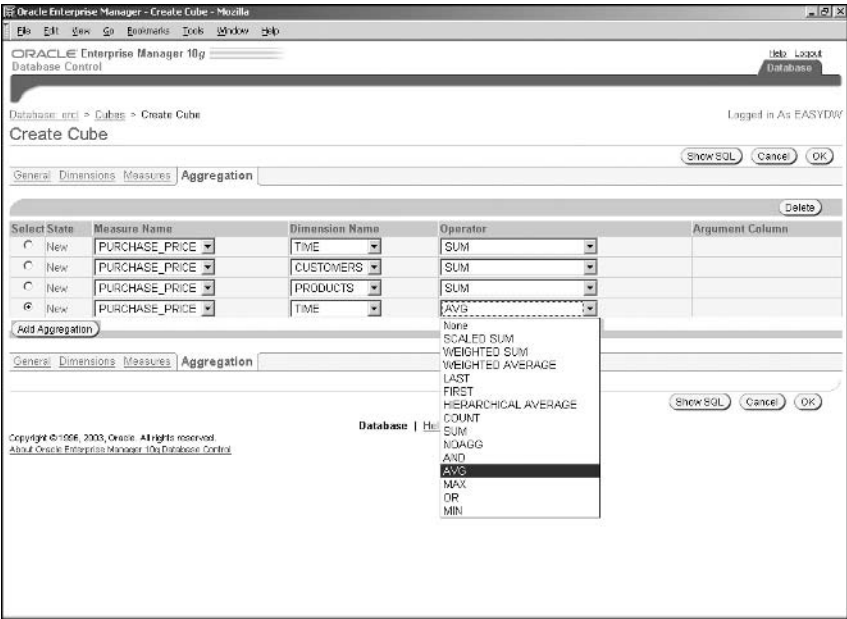 Oracle Enterprise Manager - Create Cube - Mozilla
File Edit View Go Bookmarks Tools Window Help
ORACLE Enterprise Manager 10g
Database Control
Help Logout
Database
Database: orcl > Cubes > Create Cube
Logged in As EASYDW
Create Cube
Show SQL Cancel OK
General Dimensions Measures Aggregation
Delete
Select State Measure Name Dimension Name Operator Argument Column
New PURCHASE_PRICE TIME SUM
New PURCHASE_PRICE CUSTOMERS SUM
New PURCHASE_PRICE PRODUCTS SUM
New PURCHASE_PRICE TIME AVG
Add Aggregation
None
SCALED SUM
WEIGHTED SUM
WEIGHTED AVERAGE
LAST
FIRST
HIERARCHICAL AVERAGE
COUNT
SUM
NOAGG
AND
AVG
MAX
OR
MIN
General Dimensions Measures Aggregation
Show SQL Cancel OK
Database | Hel
Copyright © 1996, 2003, Oracle. All rights reserved.
About Oracle Enterprise Manager 10g Database Control